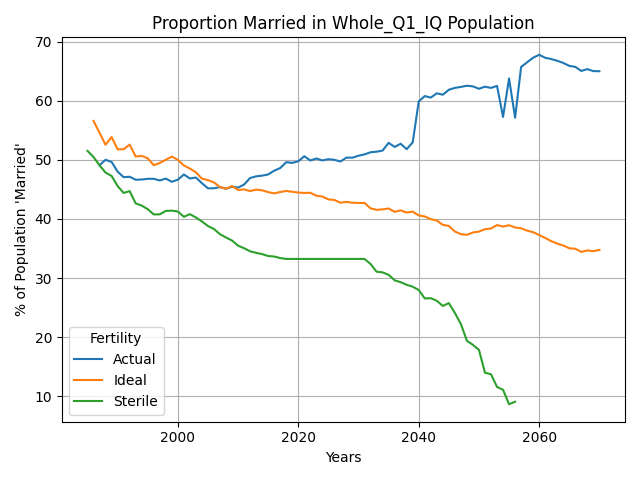 Proportion Married in Whole_Q1_IQ Population
% of Population 'Married'
70
60
50
40
30
20
10
Fertility
Actual
Ideal
Sterile
2000
2020
2040
2060
Years